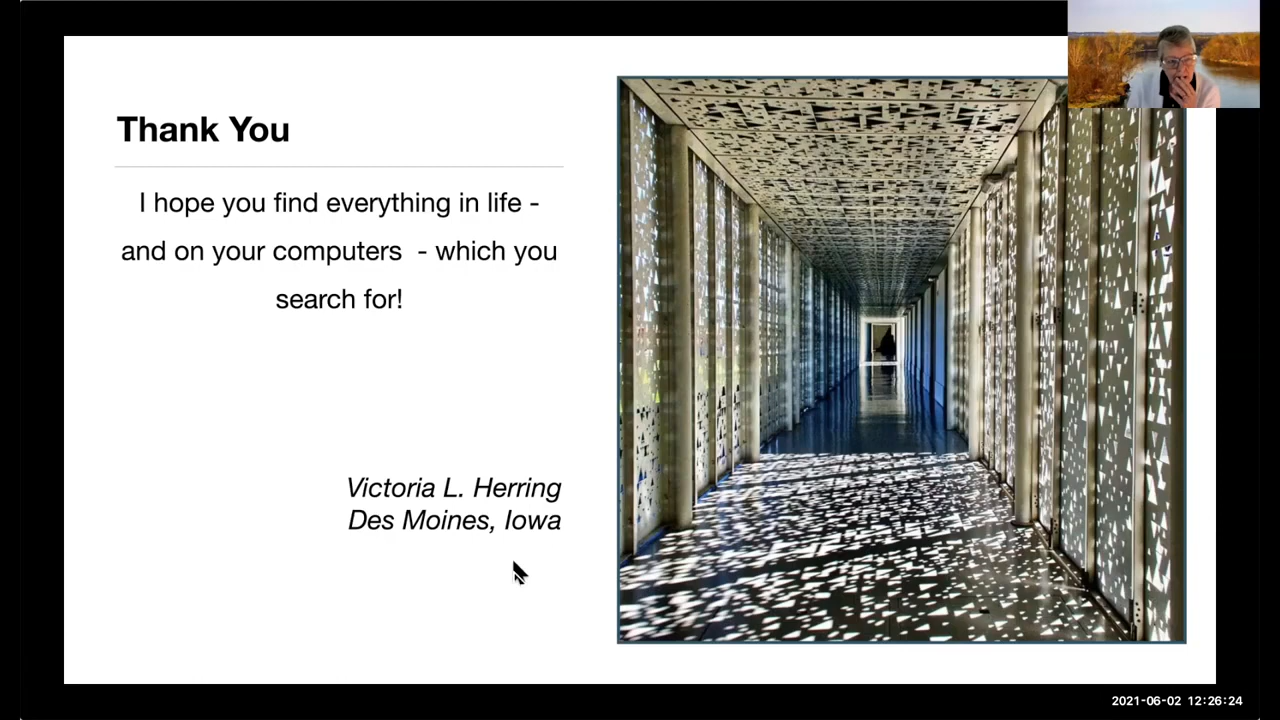 Thank You
I hope you find everything in life -
and on your computers - which you
search for!
Victoria L. Herring
Des Moines, Iowa
2021-06-02 12:26:24